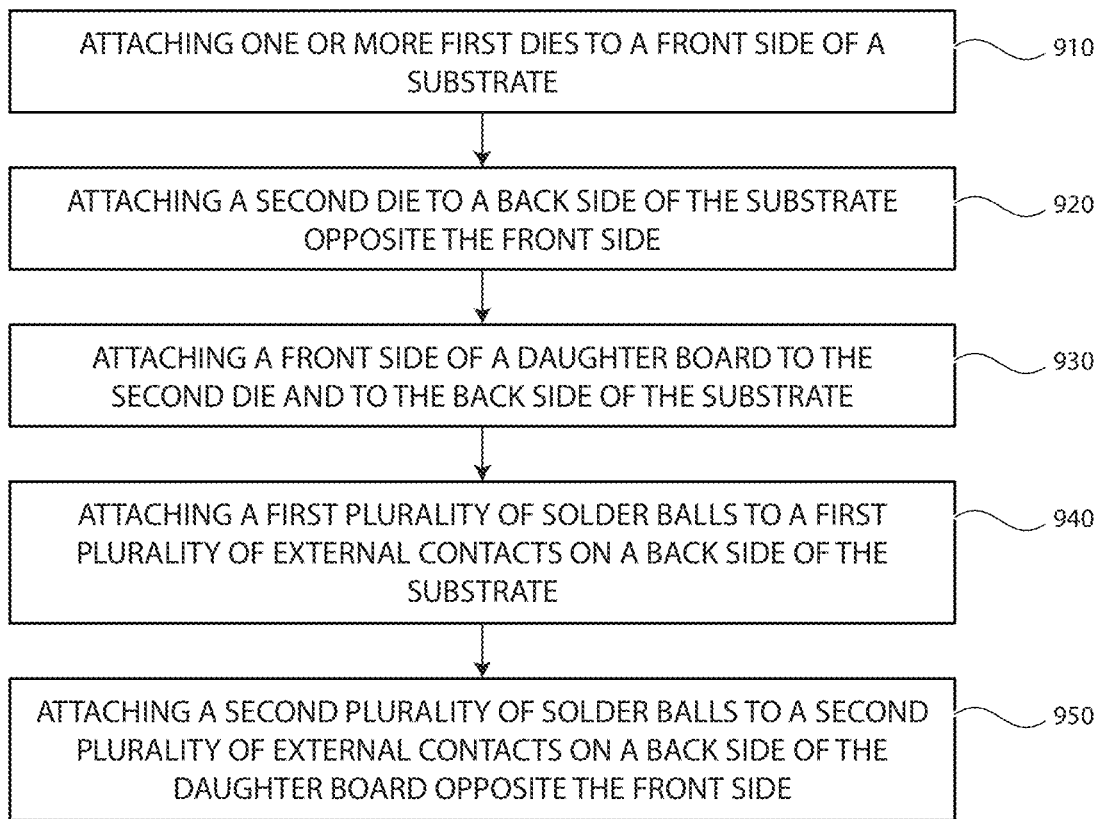 ATTACHING ONE OR MORE FIRST DIES TO A FRONT SIDE OF A
SUBSTRATE
910
ATTACHING A SECOND DIE TO A BACK SIDE OF THE SUBSTRATE
OPPOSITE THE FRONT SIDE
920
ATTACHING A FRONT SIDE OF A DAUGHTER BOARD TO THE
SECOND DIE AND TO THE BACK SIDE OF THE SUBSTRATE
930
ATTACHING A FIRST PLURALITY OF SOLDER BALLS TO A FIRST
PLURALITY OF EXTERNAL CONTACTS ON A BACK SIDE OF THE
SUBSTRATE
940
ATTACHING A SECOND PLURALITY OF SOLDER BALLS TO A SECOND
PLURALITY OF EXTERNAL CONTACTS ON A BACK SIDE OF THE
DAUGHTER BOARD OPPOSITE THE FRONT SIDE
950